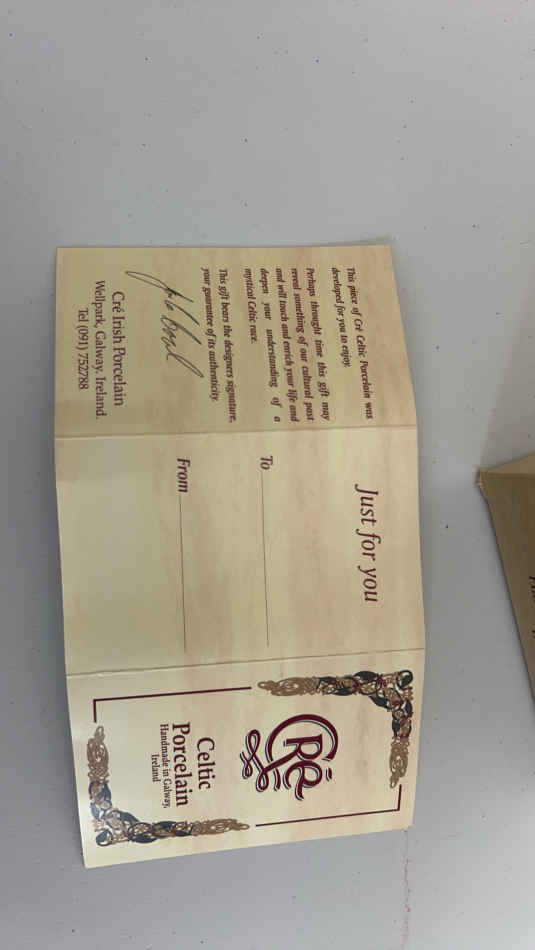 This piece of Cré Celtic Porcelain was
developed for you to enjoy.
Perhaps throught time this gift may
reveal something of our cultural past
and will touch and enrich your life and
deepen your understanding of a
mystical Celtic race.
This gift bears the designers signature,
your guarantee of its authenticity.
Cré Irish Porcelain
Wellpark, Galway, Ireland.
Tel (091) 752788
Just for you
To
From
CRé
Celtic
Porcelain
Handmade in Galway,
Ireland